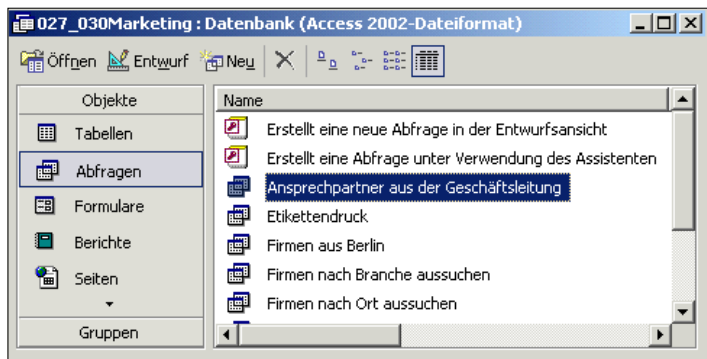 027_030Marketing : Datenbank (Access 2002-Dateiformat)
Öffnen Entwurf Neu
Objekte
Tabellen
Abfragen
Formulare
Berichte
Seiten
Gruppen
Name
Erstellt eine neue Abfrage in der Entwurfsansicht
Erstellt eine Abfrage unter Verwendung des Assistenten
Ansprechpartner aus der Geschäftsleitung
Etikettendruck
Firmen aus Berlin
Firmen nach Branche aussuchen
Firmen nach Ort aussuchen